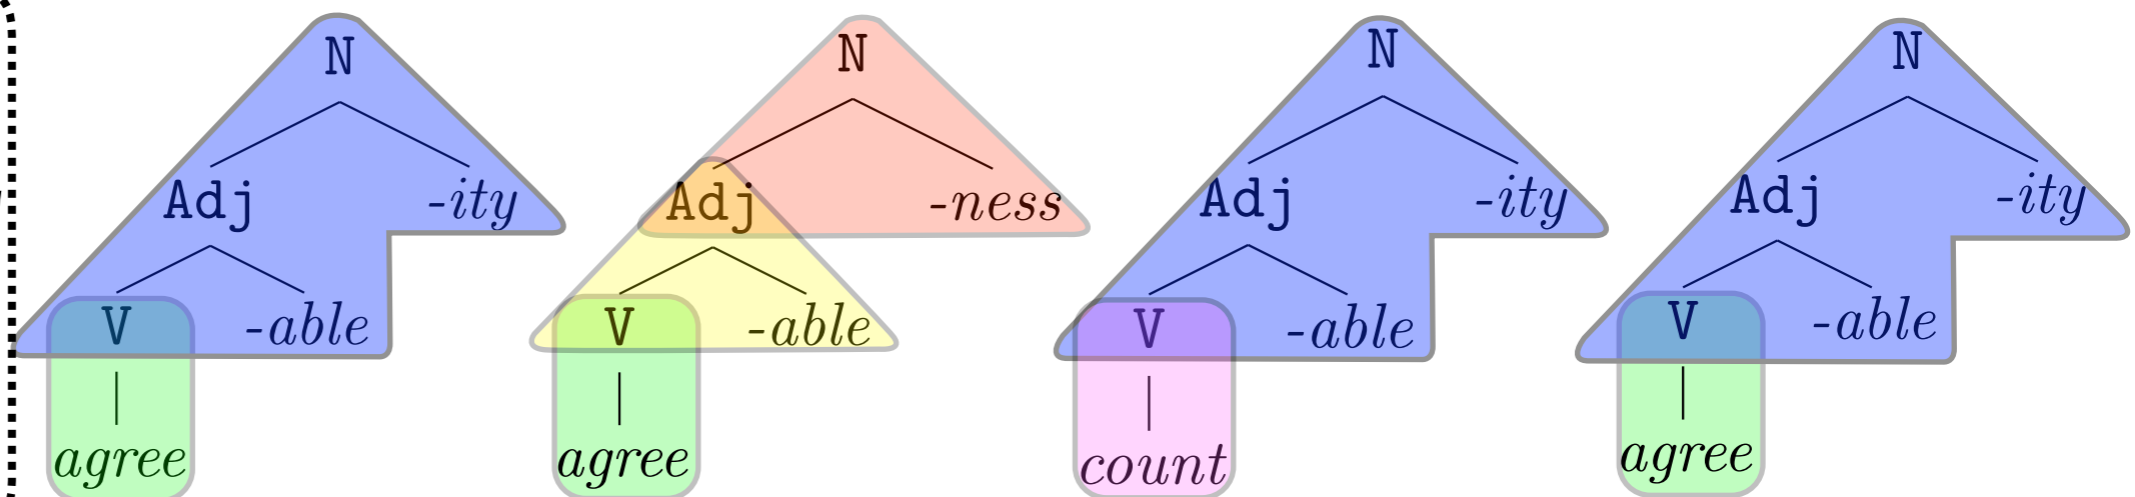 N N N N
Adj -ity Adj -ness Adj -ity Adj -ity
V -able V -able V -able V -able
agree agree count agree